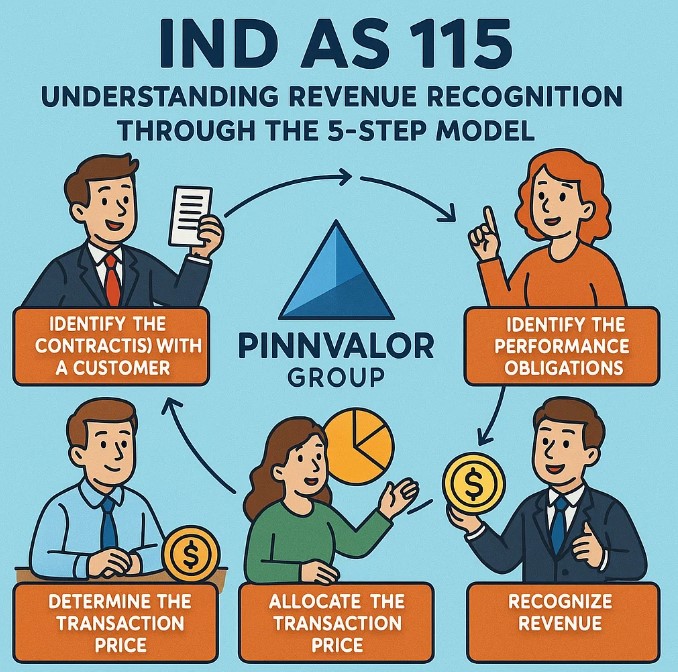 IND AS 115
UNDERSTANDING REVENUE RECOGNITION
THROUGH THE 5-STEP MODEL
IDENTIFY THE
CONTRACTIS) WITH
A CUSTOMER
PINNVALOR
GROUP
IDENTIFY THE
PERFORMANCE
OBLIGATIONS
$
$
DETERMINE THE
TRANSACTION
PRICE
ALLOCATE THE
TRANSACTION
PRICE
RECOGNIZE
REVENUE